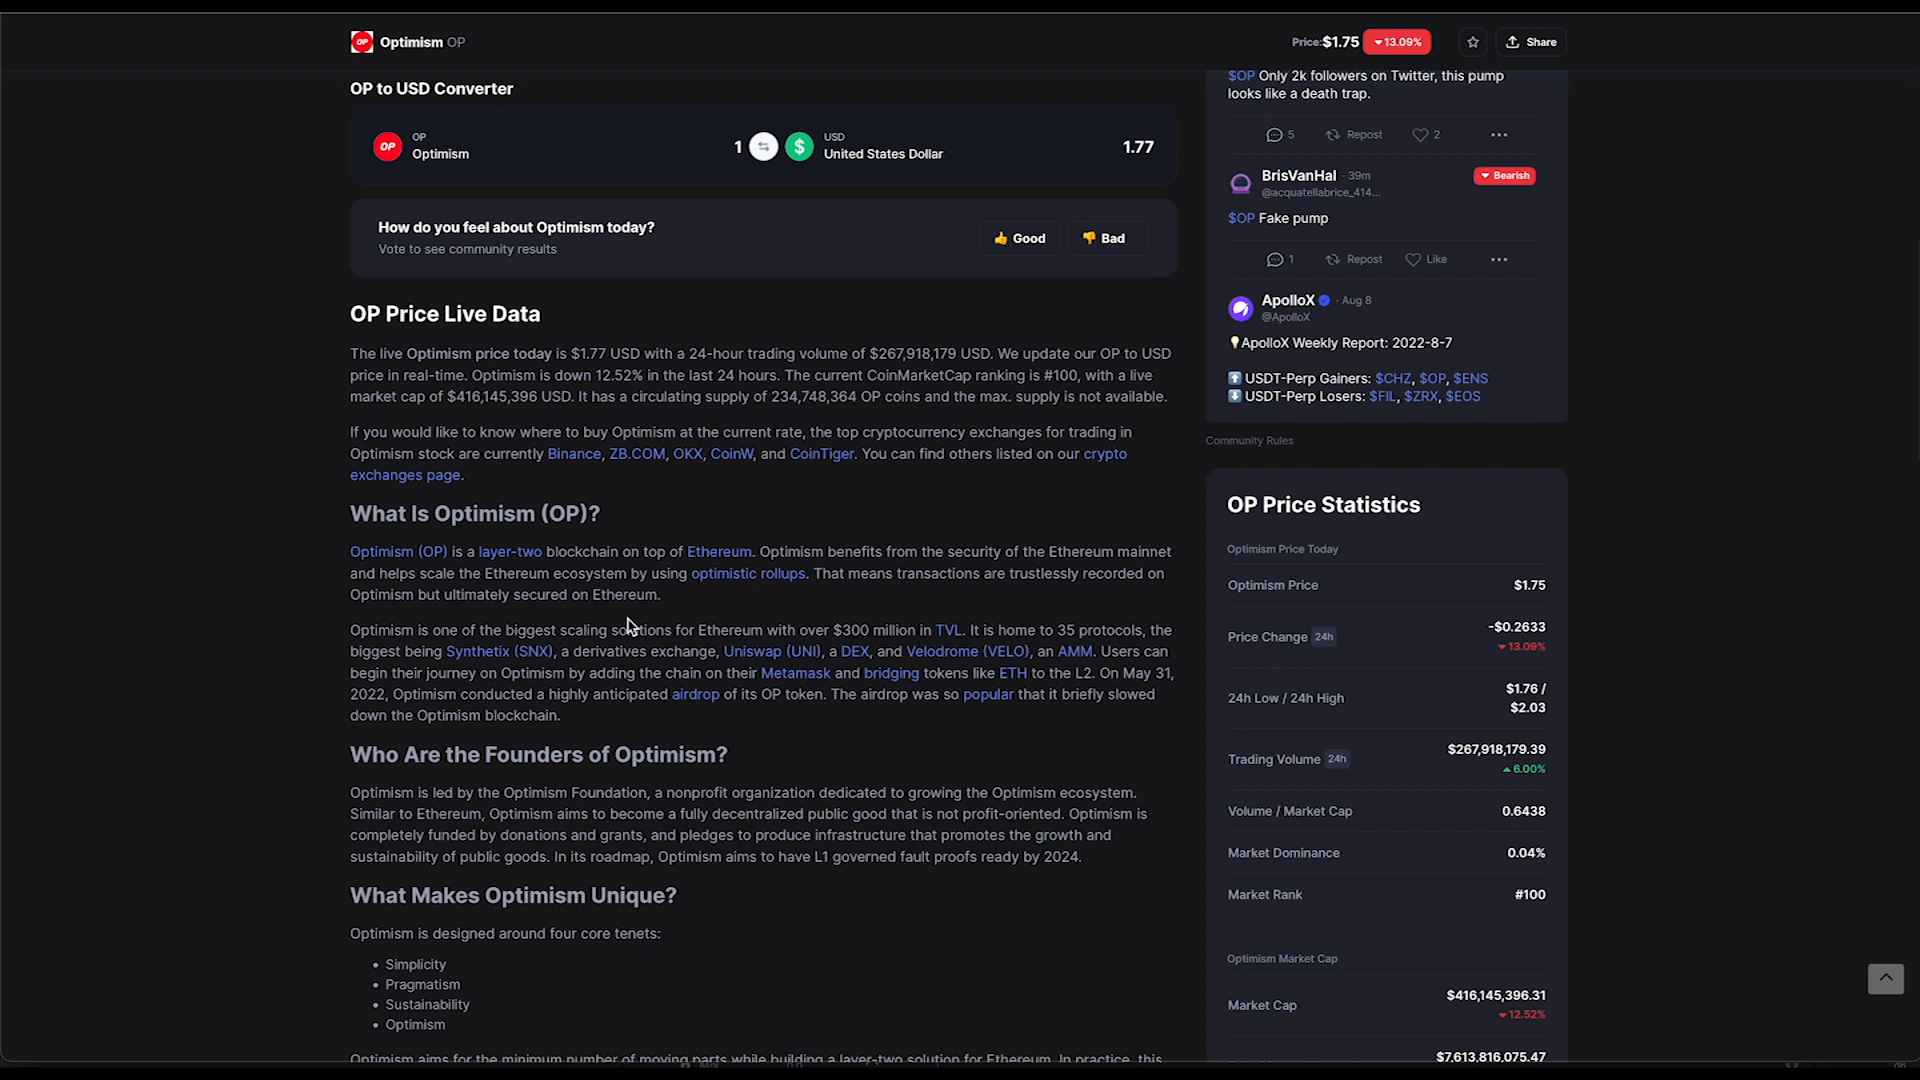 Optimism OP
Price:$1.75 13.09% Share
OP to USD Converter
OP
Optimism
1
USD
United States Dollar
1.77
How do you feel about Optimism today?
Vote to see community results
👍 Good 👎 Bad
OP Price Live Data
The live Optimism price today is $1.77 USD with a 24-hour trading volume of $267,918,179 USD. We update our OP to USD
price in real-time. Optimism is down 12.52% in the last 24 hours. The current CoinMarketCap ranking is #100, with a live
market cap of $416,145,396 USD. It has a circulating supply of 234,748,364 OP coins and the max. supply is not available.
If you would like to know where to buy Optimism at the current rate, the top cryptocurrency exchanges for trading in
Optimism stock are currently Binance, ZB.COM, OKX, CoinW, and CoinTiger. You can find others listed on our crypto
exchanges page.
What Is Optimism (OP)?
Optimism (OP) is a layer-two blockchain on top of Ethereum. Optimism benefits from the security of the Ethereum mainnet
and helps scale the Ethereum ecosystem by using optimistic rollups. That means transactions are trustlessly recorded on
Optimism but ultimately secured on Ethereum.
Optimism is one of the biggest scaling solutions for Ethereum with over $300 million in TVL. It is home to 35 protocols, the
biggest being Synthetix (SNX), a derivatives exchange, Uniswap (UNI), a DEX, and Velodrome (VELO), an AMM. Users can
begin their journey on Optimism by adding the chain on their Metamask and bridging tokens like ETH to the L2. On May 31,
2022, Optimism conducted a highly anticipated airdrop of its OP token. The airdrop was so popular that it briefly slowed
down the Optimism blockchain.
Who Are the Founders of Optimism?
Optimism is led by the Optimism Foundation, a nonprofit organization dedicated to growing the Optimism ecosystem.
Similar to Ethereum, Optimism aims to become a fully decentralized public good that is not profit-oriented. Optimism is
completely funded by donations and grants, and pledges to produce infrastructure that promotes the growth and
sustainability of public goods. In its roadmap, Optimism aims to have L1 governed fault proofs ready by 2024.
What Makes Optimism Unique?
Optimism is designed around four core tenets:
• Simplicity
• Pragmatism
• Sustainability
• Optimism
Optimism aims for the minimum number of moving parts while building a layer-two solution for Ethereum. In practice, this
$OP Only 2k followers on Twitter, this pump
looks like a death trap.
5 Repost 2
BrisVanHal · 39m Bearish
@acquatellabrice_414...
$OP Fake pump
1 Repost Like
ApolloX · Aug 8
@ApolloX
💡ApolloX Weekly Report: 2022-8-7
⬆️ USDT-Perp Gainers: $CHZ, $OP, $ENS
⬇️ USDT-Perp Losers: $FIL, $ZRX, $EOS
Community Rules
OP Price Statistics
Optimism Price Today
Optimism Price $1.75
Price Change 24h -$0.2633
13.09%
24h Low / 24h High $1.76 /
$2.03
Trading Volume 24h $267,918,179.39
6.00%
Volume / Market Cap 0.6438
Market Dominance 0.04%
Market Rank #100
Optimism Market Cap
Market Cap $416,145,396.31
12.52%
$7,613,816,075.47